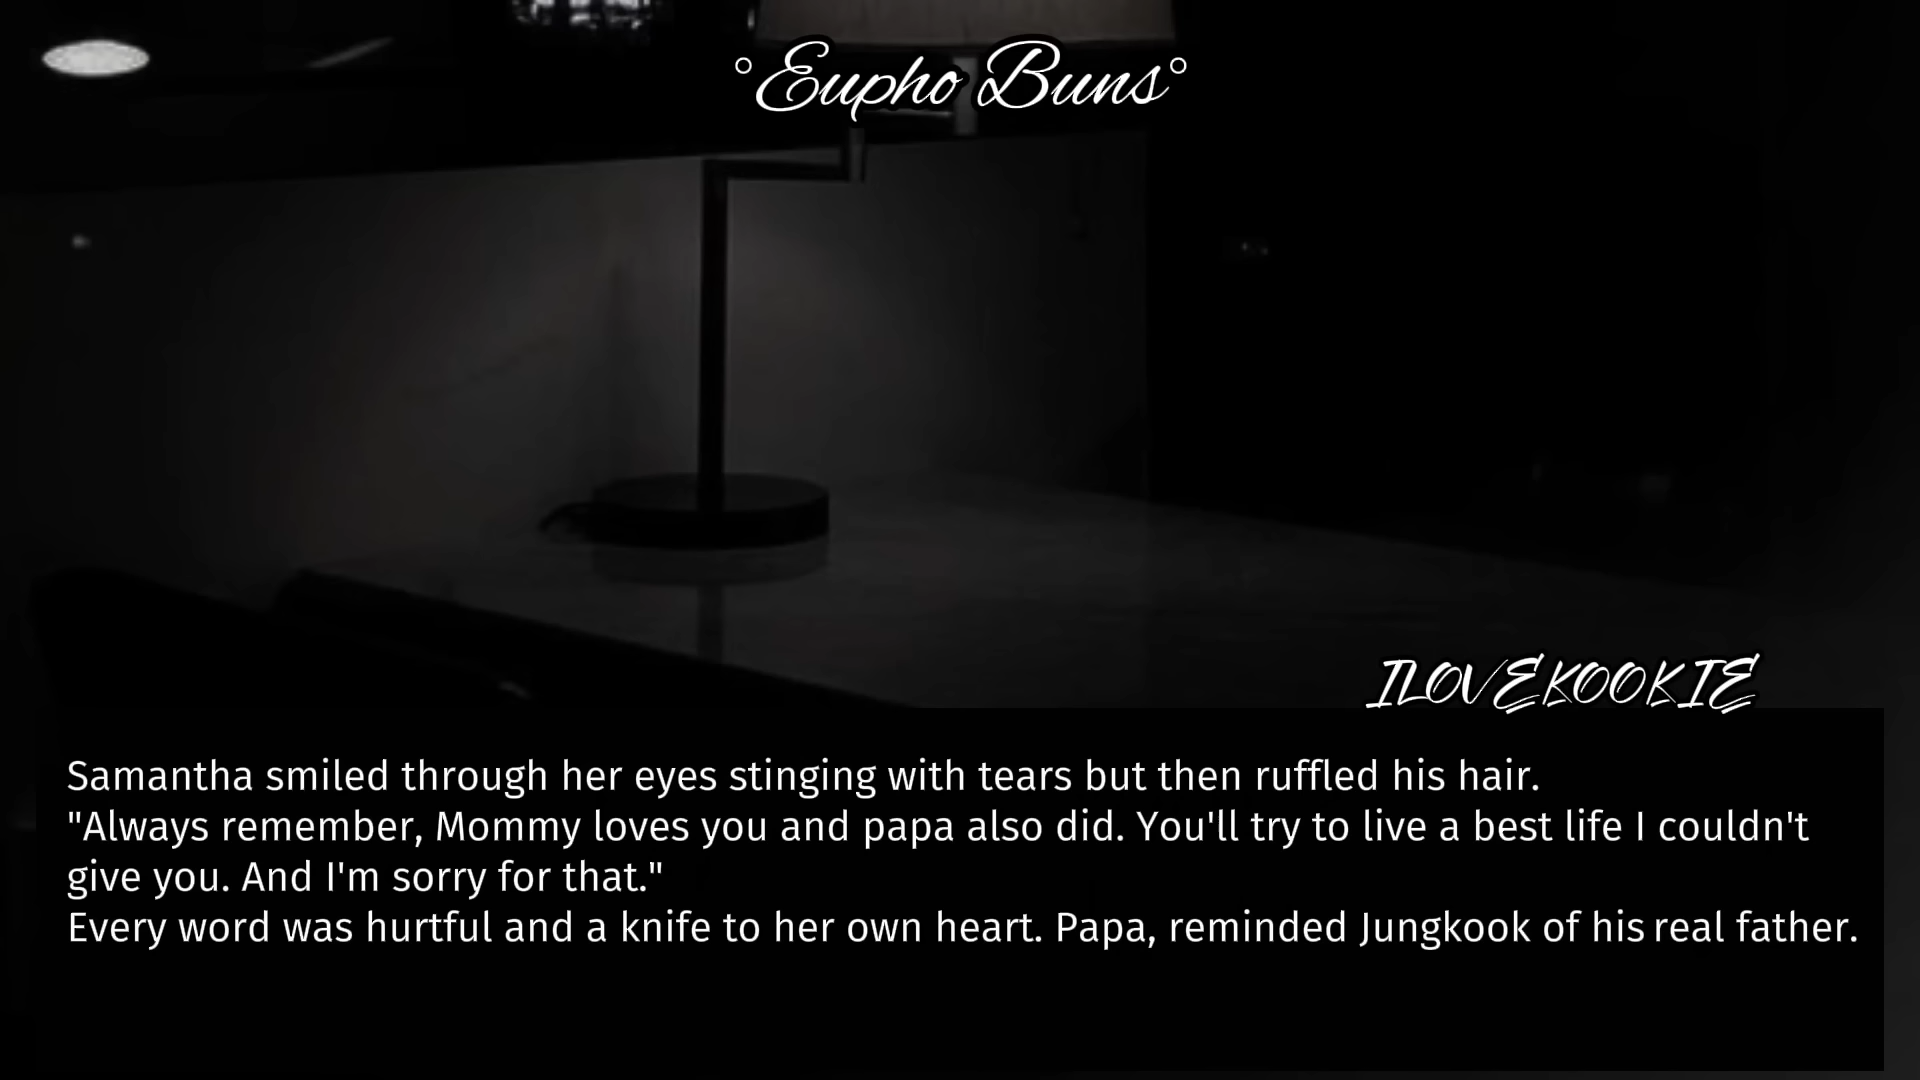 °Eupho Buns°
ILOVEKOOKIE
Samantha smiled through her eyes stinging with tears but then ruffled his hair.
"Always remember, Mommy loves you and papa also did. You'll try to live a best life I couldn't
give you. And I'm sorry for that."
Every word was hurtful and a knife to her own heart. Papa, reminded Jungkook of his real father.